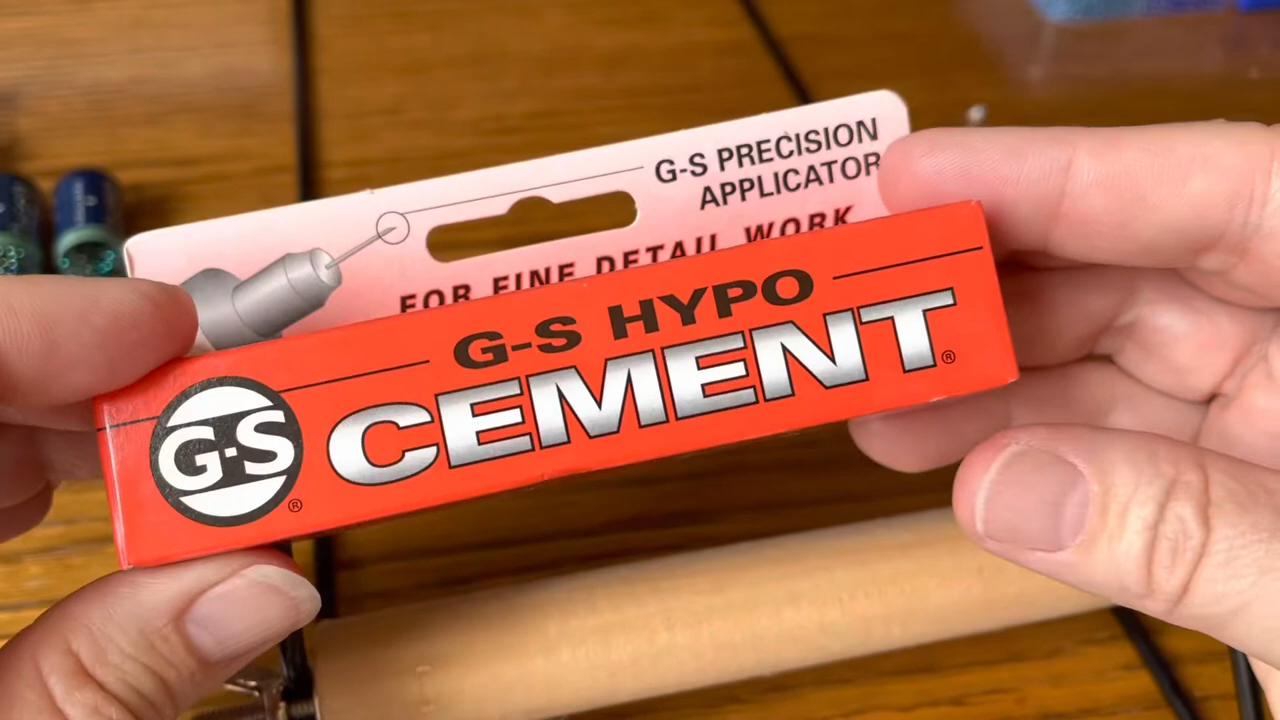 G-S PRECISION
APPLICATOR
FOR FINE DETAIL WORK
G-S HYPO
CEMENT®
G-S®